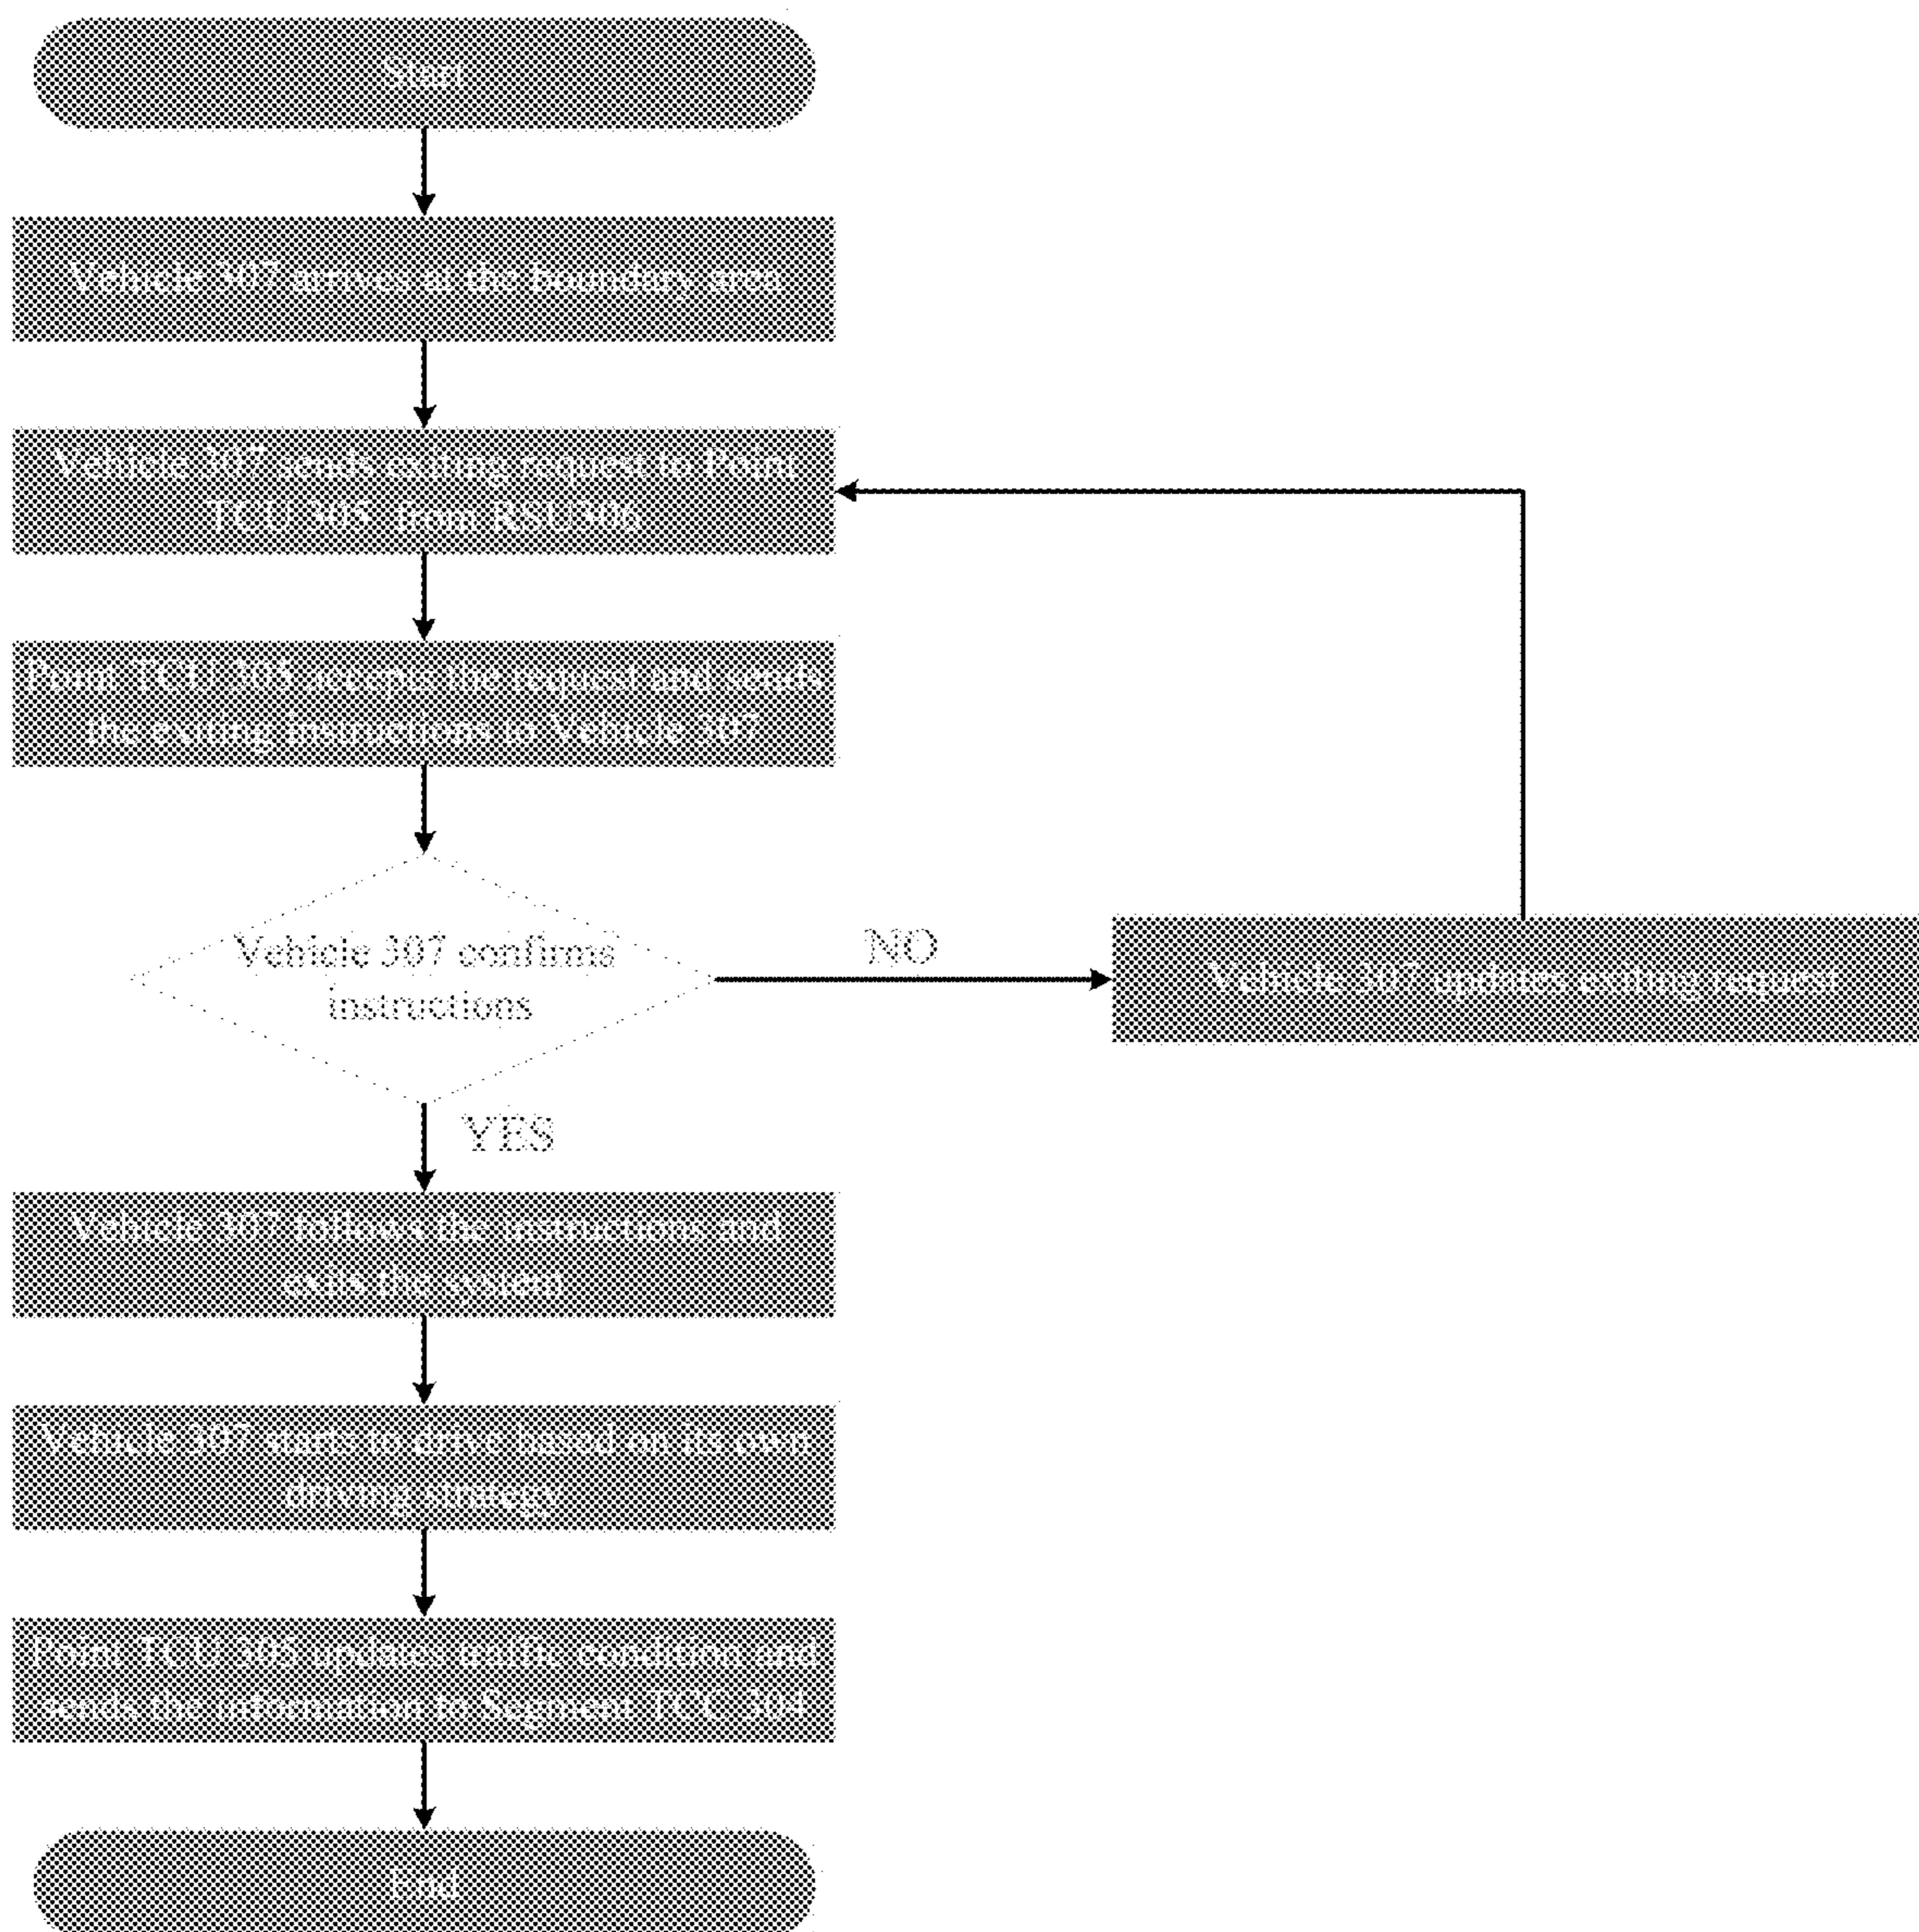 Start
Vehicle 307 arrives at the boundary area
Vehicle 307 sends exiting request to Point
TCU 305 from RSU306
Point TCU 305 accepts the request and sends
the exiting instructions to Vehicle 307
Vehicle 307 confirms
instructions
NO
Vehicle 307 updates exiting request
YES
Vehicle 307 follows the instructions and
exits the system
Vehicle 307 starts to drive based on its own
driving strategy
Point TCU 305 updates traffic condition and
sends the information to Segment TCC 304
End